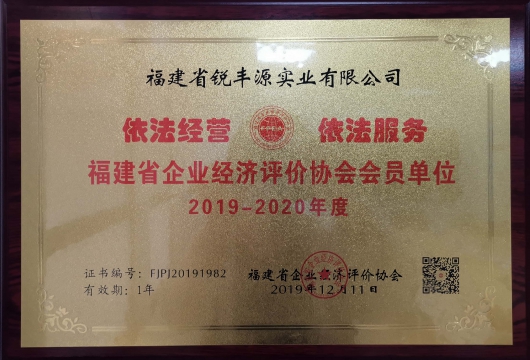 福建省锐丰源实业有限公司
依法经营 依法服务
福建省企业经济评价协会会员单位
2019-2020年度
证书编号：FJPJ20191982
有效期：1年
福建省企业经济评价协会
2019年12月11日